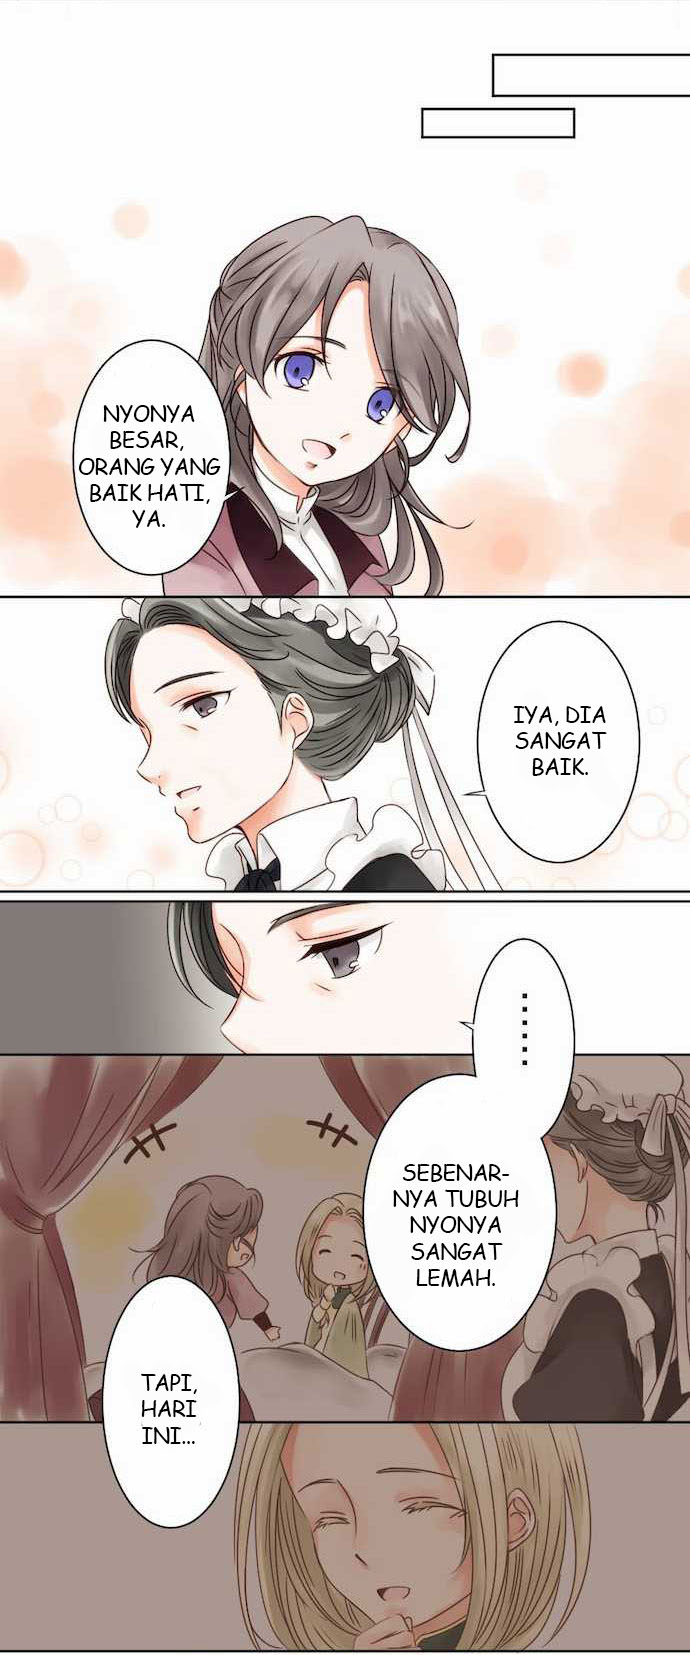 NYONYA
BESAR,
ORANG YANG
BAIK HATI,
YA.
IYA, DIA
SANGAT
BAIK.
......
SEBENAR-
NYA TUBUH
NYONYA
SANGAT
LEMAH.
TAPI,
HARI
INI...